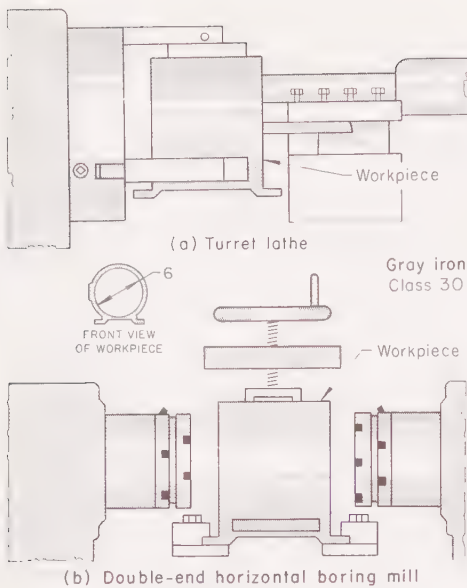 Workpiece
(a) Turret lathe
6
FRONT VIEW
OF WORKPIECE
Gray iron
Class 30
Workpiece
(b) Double-end horizontal boring mill